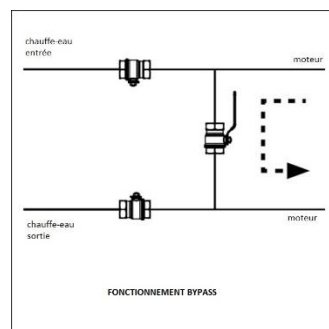 chauffe-eau
entrée
moteur
chauffe-eau
sortie
moteur
FONCTIONNEMENT BYPASS